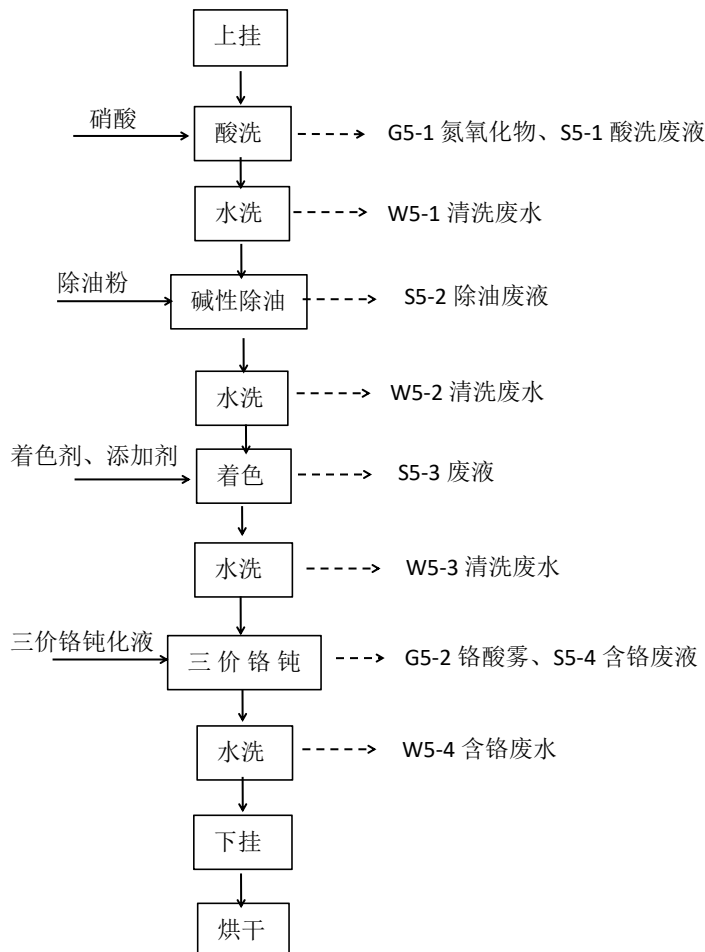 上挂
硝酸
酸洗
G5-1 氮氧化物、S5-1 酸洗废液
水洗
W5-1 清洗废水
除油粉
碱性除油
S5-2 除油废液
水洗
W5-2 清洗废水
着色剂、添加剂
着色
S5-3 废液
水洗
W5-3 清洗废水
三价铬钝化液
三 价 铬 钝
G5-2 铬酸雾、S5-4 含铬废液
水洗
W5-4 含铬废水
下挂
烘干